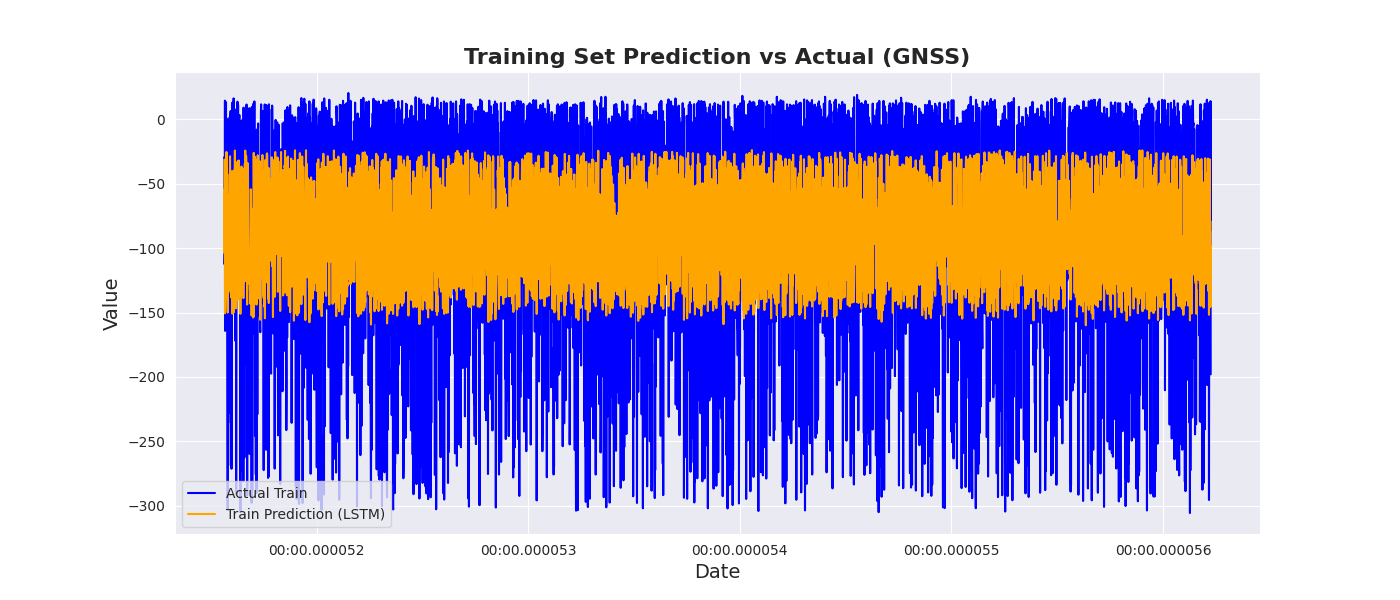 Training Set Prediction vs Actual (GNSS)
Value
0
−50
−100
−150
−200
−250
−300
Actual Train
Train Prediction (LSTM)
00:00.000052
00:00.000053
00:00.000054
00:00.000055
00:00.000056
Date